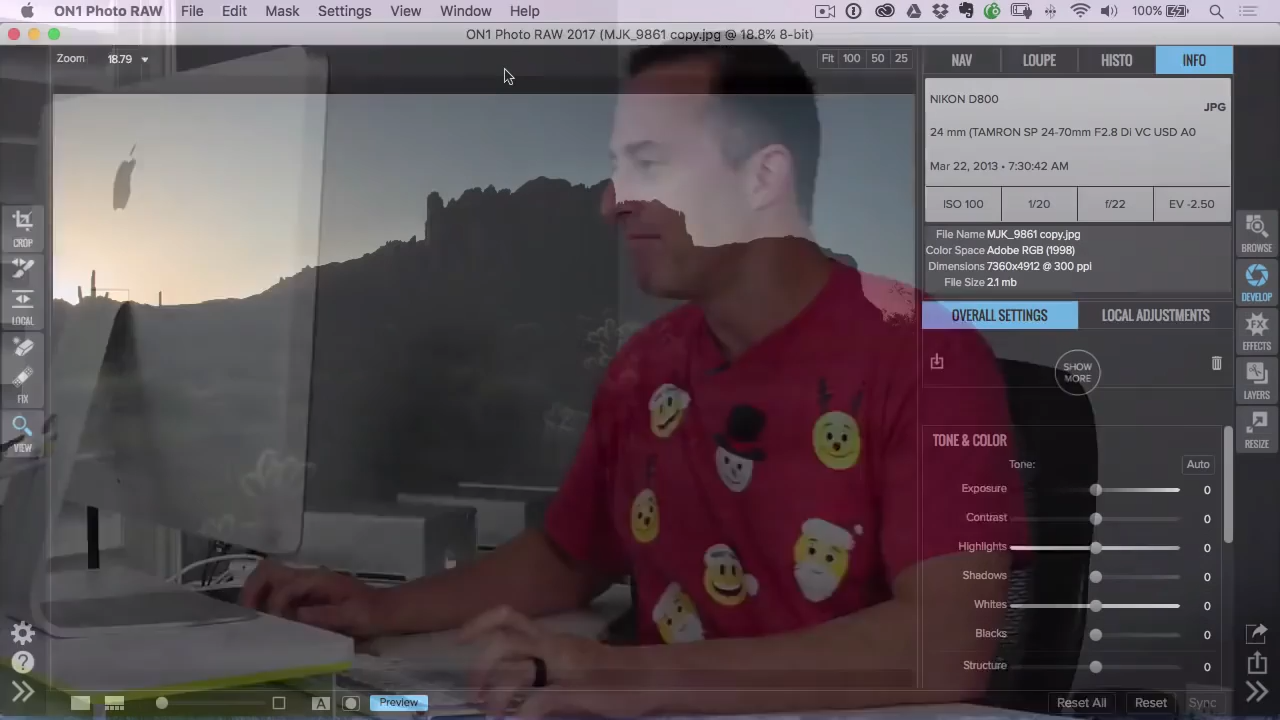 ON1 Photo RAW File Edit Mask Settings View Window Help 100%
ON1 Photo RAW 2017 (MJK_9861 copy.jpg @ 18.8% 8-bit)
Zoom 18.79 Fit 100 50 25
NAV LOUPE HISTO INFO
NIKON D800
JPG
24 mm (TAMRON SP 24-70mm F2.8 Di VC USD A0
Mar 22, 2013 • 7:30:42 AM
ISO 100 1/20 f/22 EV -2.50
File Name MJK_9861 copy.jpg
Color Space Adobe RGB (1998)
Dimensions 7360x4912 @ 300 ppi
File Size 2.1 mb
OVERALL SETTINGS LOCAL ADJUSTMENTS
SHOW
MORE
TONE & COLOR
Tone: Auto
Exposure 0
Contrast 0
Highlights 0
Shadows 0
Whites 0
Blacks 0
Structure 0
Reset All Reset Sync
CROP
LOCAL
FIX
VIEW
BROWSE
DEVELOP
FX
EFFECTS
LAYERS
RESIZE
A Preview